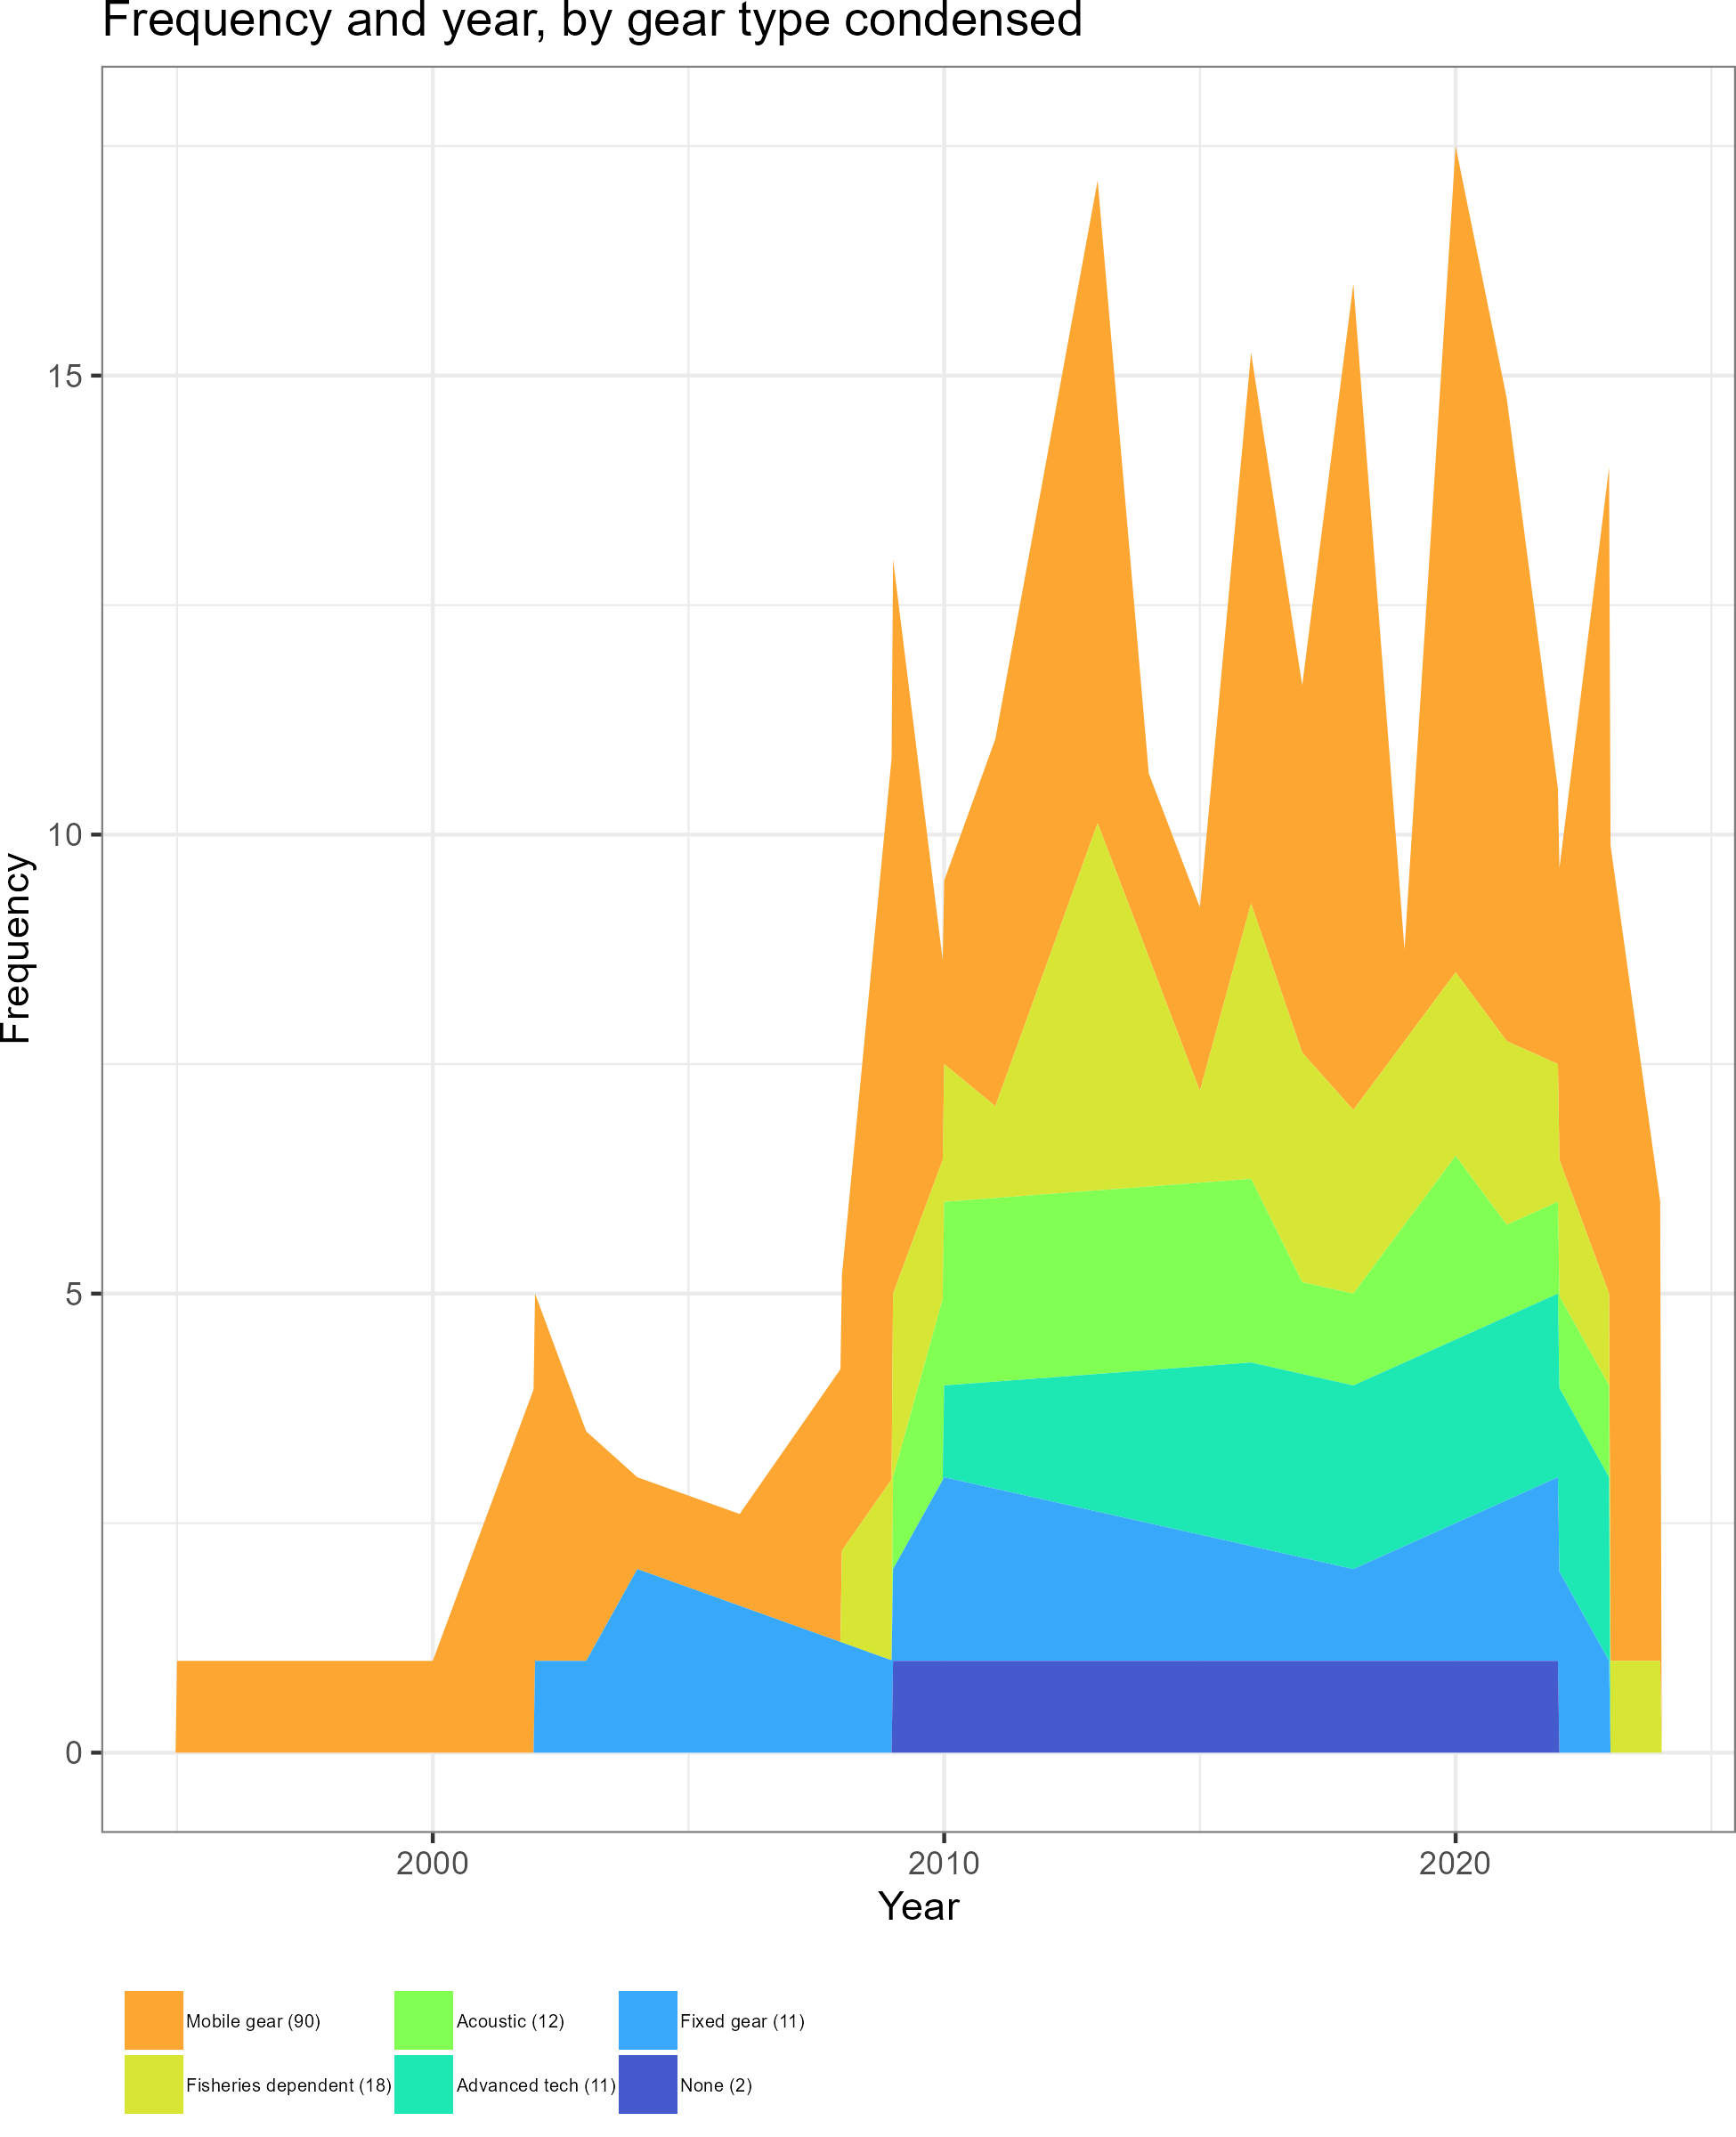 Frequency and year, by gear type condensed
Frequency
15
10
5
0
2000 2010 2020
Year
Mobile gear (90) Acoustic (12) Fixed gear (11)
Fisheries dependent (18) Advanced tech (11) None (2)